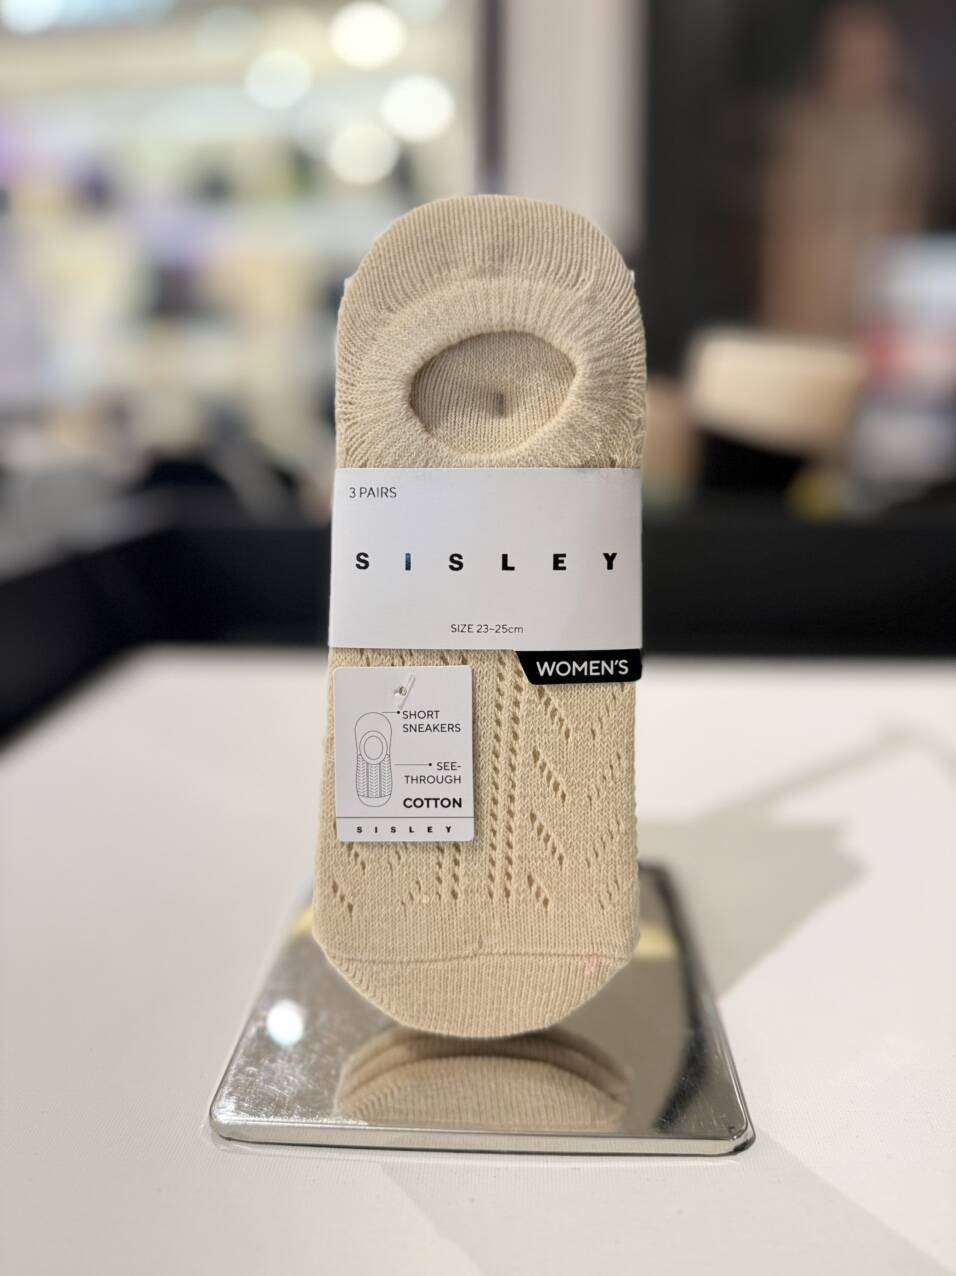 3 PAIRS
SISLEY
SIZE 23~25cm
WOMEN'S
SHORT
SNEAKERS
SEE-
THROUGH
COTTON
SISLEY